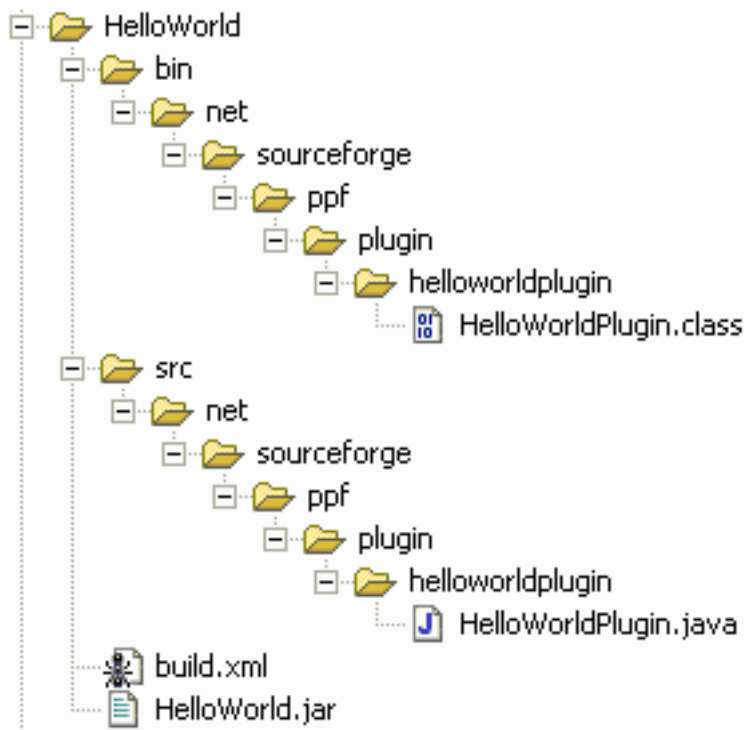 HelloWorld
bin
net
sourceforge
ppf
plugin
helloworldplugin
HelloWorldPlugin.class
src
net
sourceforge
ppf
plugin
helloworldplugin
HelloWorldPlugin.java
build.xml
HelloWorld.jar